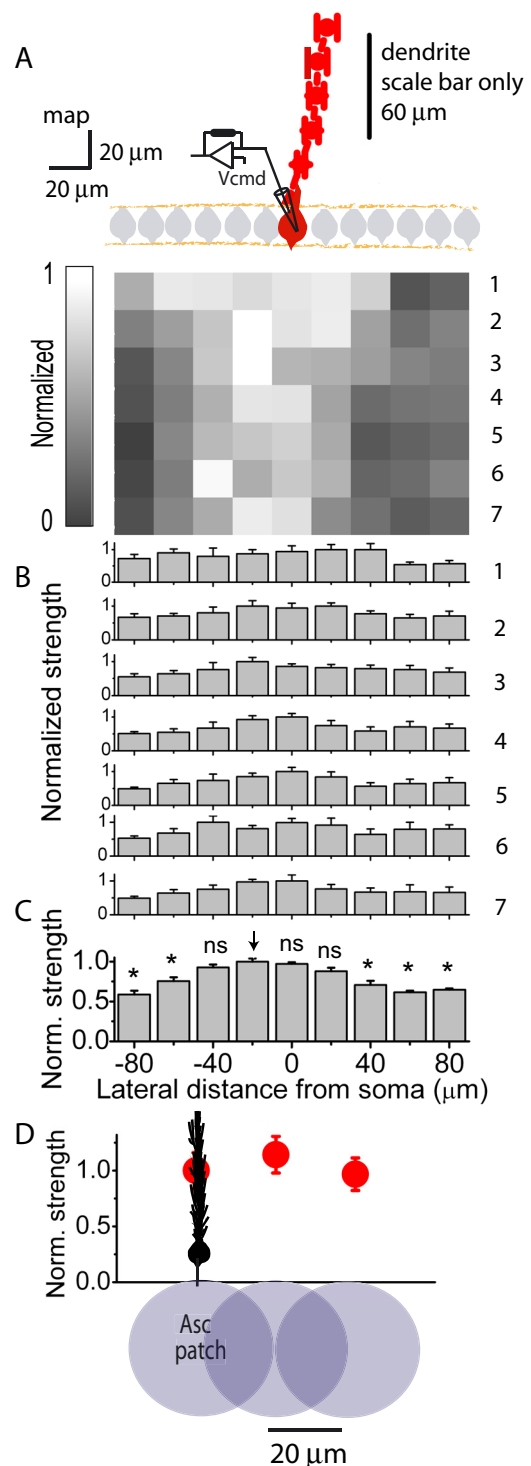 A
dendrite
scale bar only
60 μm
map
20 μm
20 μm
Vcmd
1
Normalized
0
1
2
3
4
5
6
7
B
Normalized strength
1
0
1
1
0
2
1
0
3
1
0
4
1
0
5
1
0
6
1
0
7
C
Norm. strength
1.0
0.5
0.0
* * ns ns ns * * *
-80 -40 0 40 80
Lateral distance from soma (μm)
D
Norm. strength
1.0
0.5
0.0
Asc
patch
20 μm